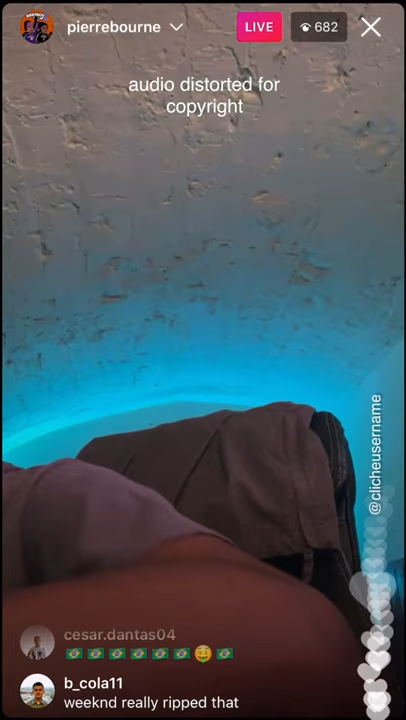 pierrebourne
LIVE
682
audio distorted for
copyright
@clicheusername
cesar.dantas04
🇧🇷🇧🇷🇧🇷🇧🇷🇧🇷🇧🇷🤑🇧🇷
b_cola11
weeknd really ripped that